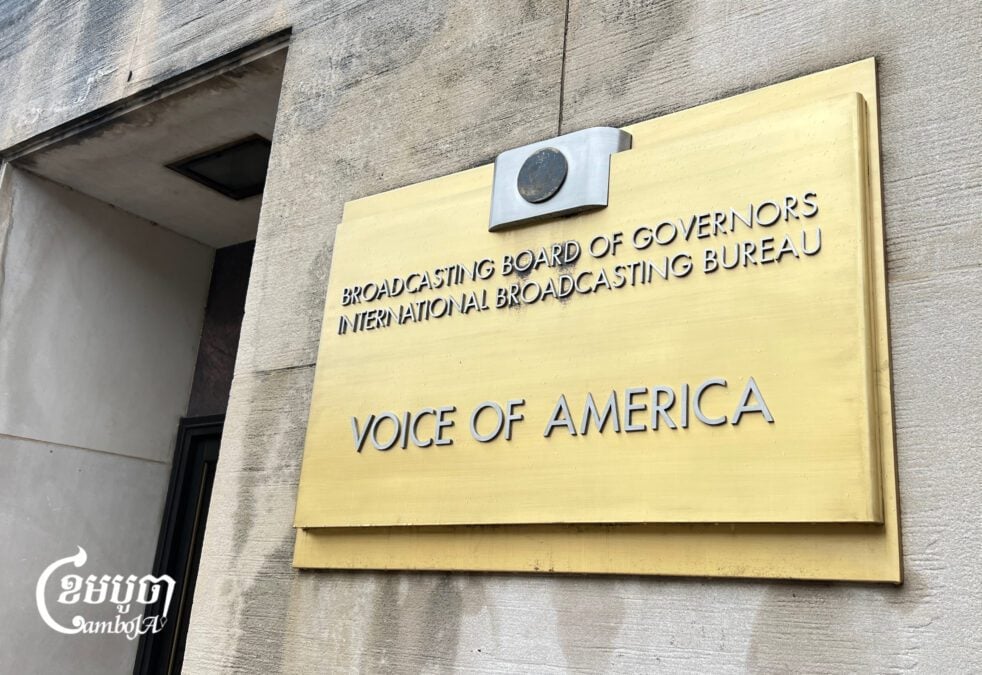 BROADCASTING BOARD OF GOVERNORS
INTERNATIONAL BROADCASTING BUREAU
VOICE OF AMERICA
ខែមបូចា
CamboJA